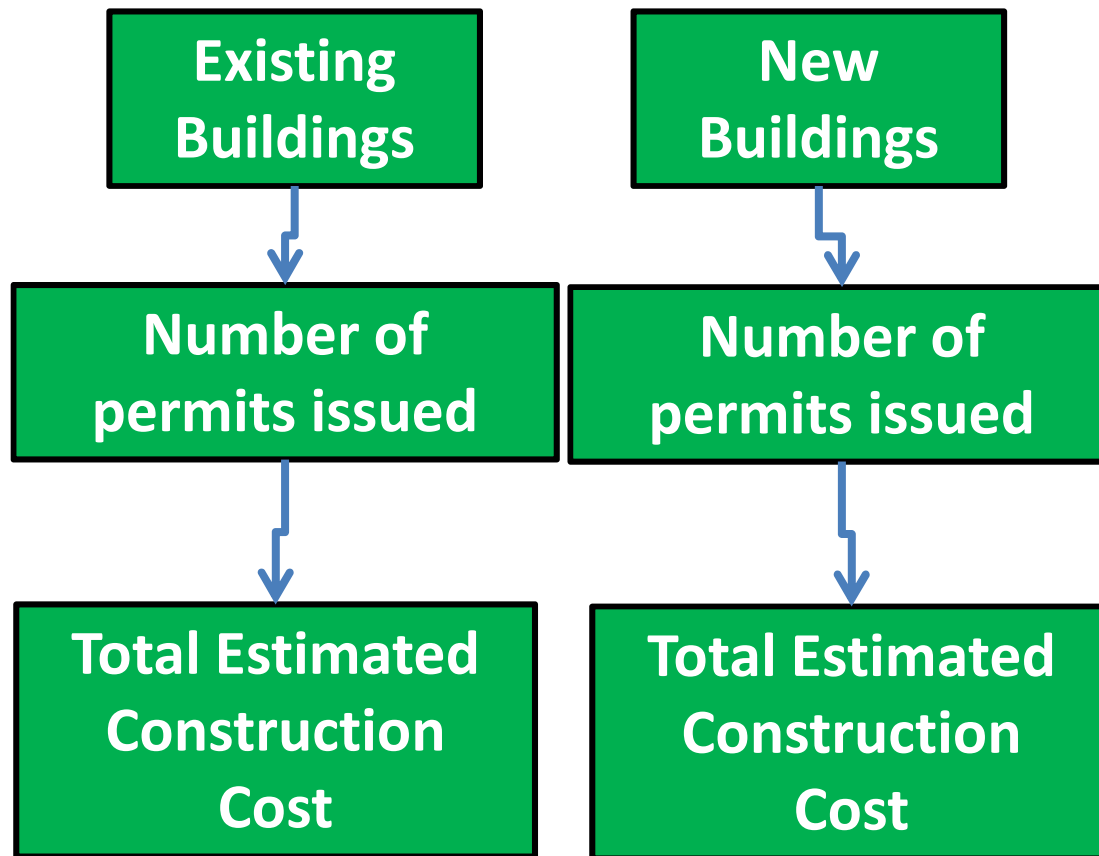 Existing
Buildings
New
Buildings
Number of
permits issued
Number of
permits issued
Total Estimated
Construction
Cost
Total Estimated
Construction
Cost